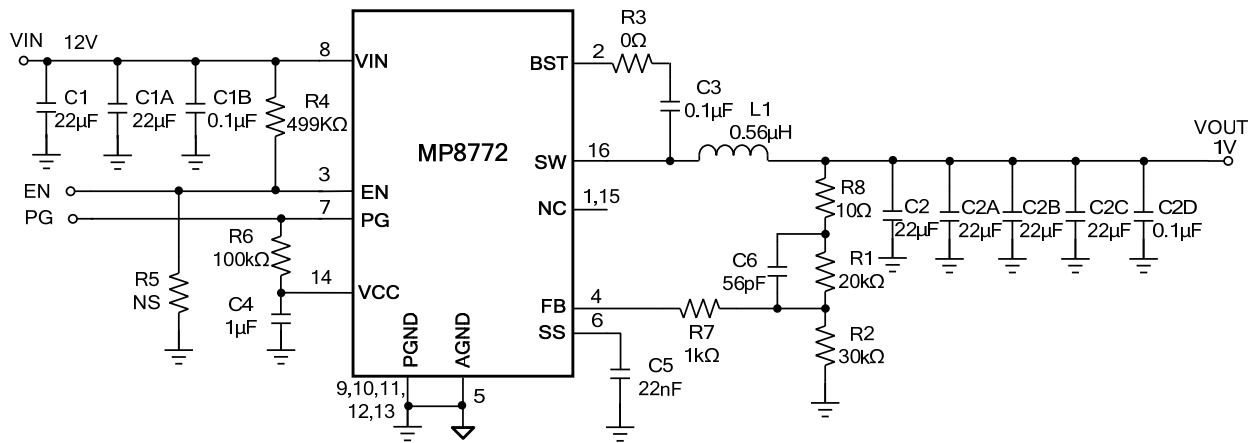 VIN
12V
8
VIN
C1
22µF
C1A
22µF
C1B
0.1µF
R4
499KΩ
EN
3
EN
PG
7
PG
R6
100kΩ
R5
NS
14
VCC
C4
1µF
MP8772
PGND
AGND
9,10,11,
12,13
5
BST
2
R3
0Ω
C3
0.1µF
L1
0.56µH
SW
16
NC
1,15
VOUT
1V
R8
10Ω
C2
22µF
C2A
22µF
C2B
22µF
C2C
22µF
C2D
0.1µF
C6
56pF
R1
20kΩ
FB
4
R7
1kΩ
R2
30kΩ
SS
6
C5
22nF